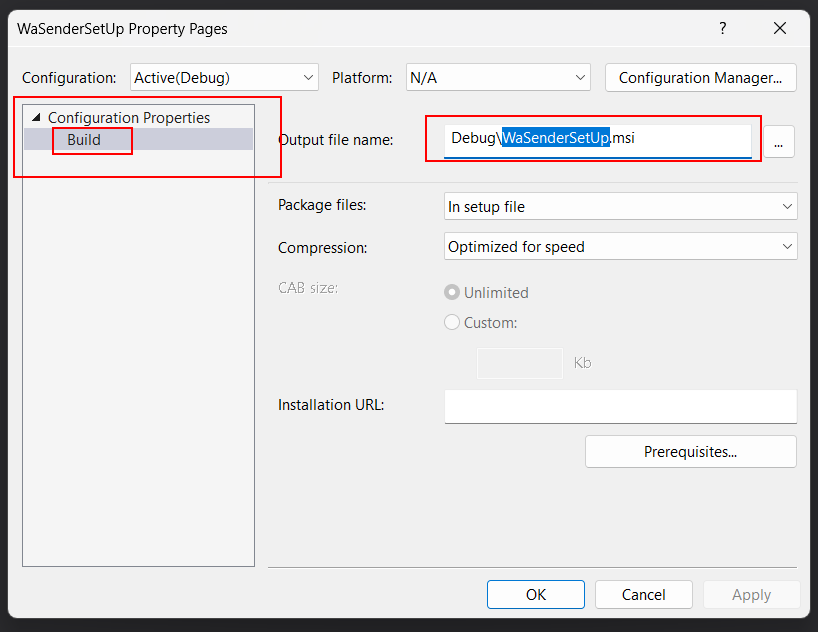 WaSenderSetUp Property Pages
?
Configuration: Active(Debug) Platform: N/A Configuration Manager...
Configuration Properties
Build
Output file name: Debug\WaSenderSetUp.msi ...
Package files: In setup file
Compression: Optimized for speed
CAB size: Unlimited
Custom:
Kb
Installation URL:
Prerequisites...
OK Cancel Apply